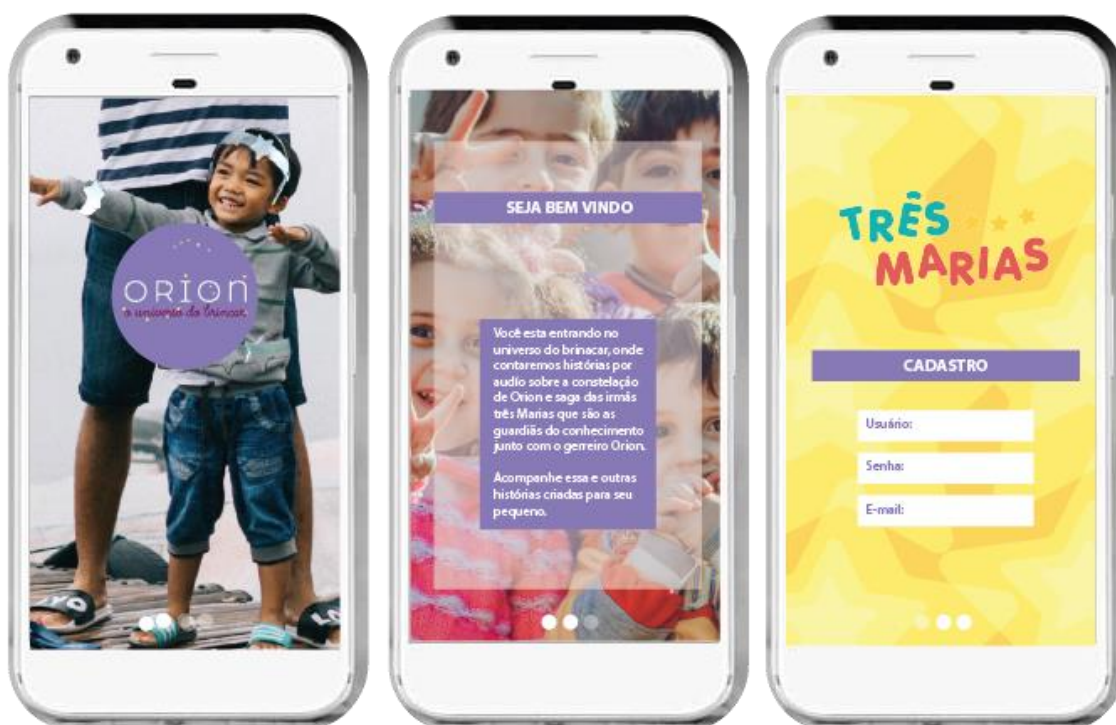 ORION
o universo do brincar
SEJA BEM VINDO
Você esta entrando no
universo do brinacar, onde
contaremos histórias por
audio sobre a constelação
de Orion e saga das irmãs
três Marias que são as
guardiãs do conhecimento
junto com o gerreiro Orion.
Acompanhe essa e outras
histórias criadas para seu
pequeno.
TRÊS
MARIAS
CADASTRO
Usuário:
Senha:
E-mail: